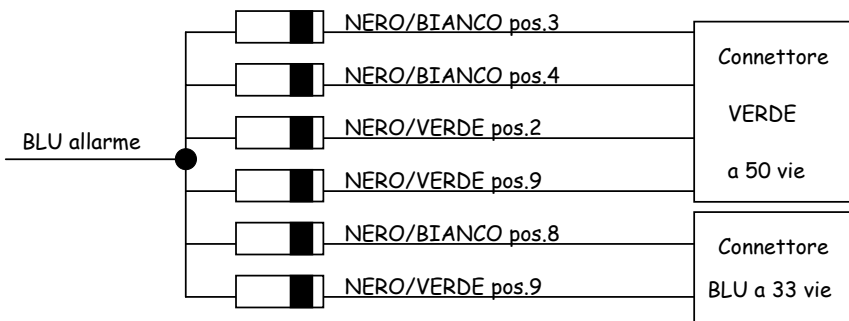 NERO/BIANCO pos.3
NERO/BIANCO pos.4
NERO/VERDE pos.2
BLU allarme
NERO/VERDE pos.9
NERO/BIANCO pos.8
NERO/VERDE pos.9
Connettore
VERDE
a 50 vie
Connettore
BLU a 33 vie